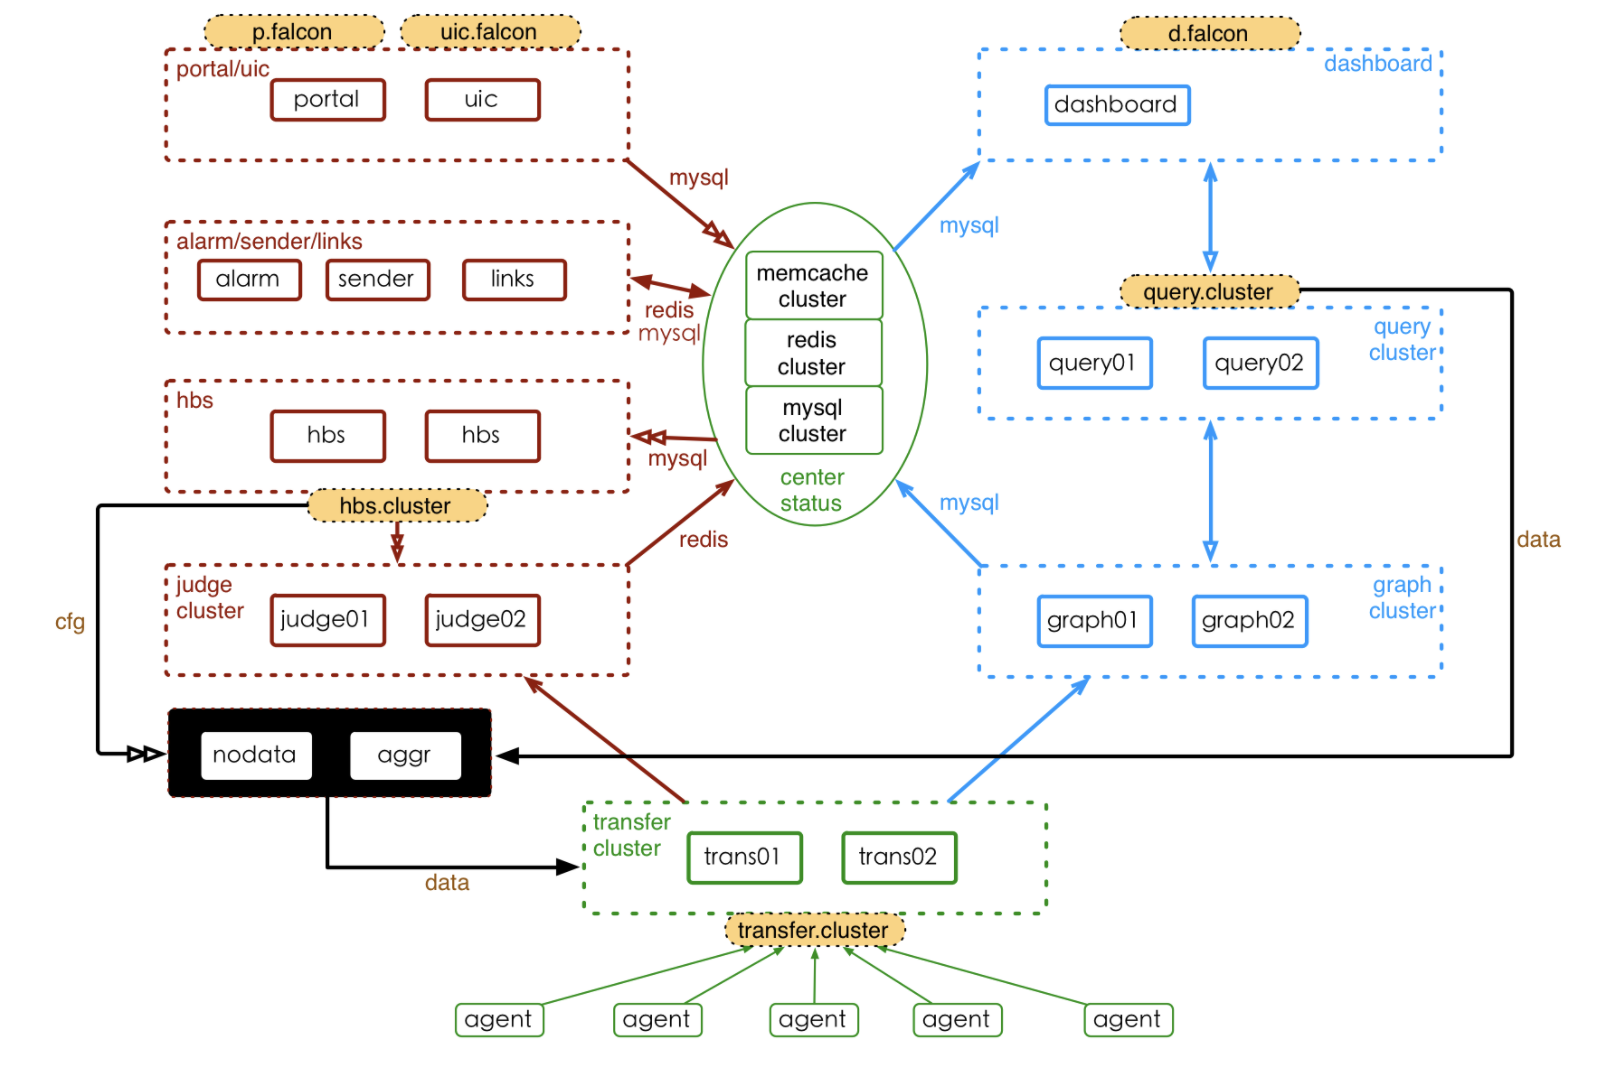 p.falcon
uic.falcon
d.falcon
portal/uic
portal
uic
dashboard
dashboard
mysql
mysql
alarm/sender/links
alarm
sender
links
redis
mysql
memcache
cluster
redis
cluster
mysql
cluster
center
status
query.cluster
query
cluster
query01
query02
hbs
hbs
hbs
mysql
hbs.cluster
mysql
redis
data
judge
cluster
judge01
judge02
cfg
graph
cluster
graph01
graph02
nodata
aggr
data
transfer
cluster
trans01
trans02
transfer.cluster
agent
agent
agent
agent
agent